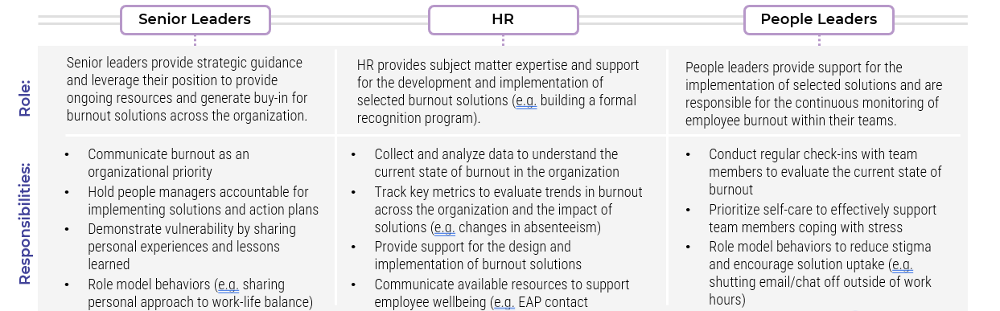 Senior Leaders
HR
People Leaders
Role:
Senior leaders provide strategic guidance
and leverage their position to provide
ongoing resources and generate buy-in for
burnout solutions across the organization.
HR provides subject matter expertise and support
for the development and implementation of
selected burnout solutions (e.g. building a formal
recognition program).
People leaders provide support for the
implementation of selected solutions and are
responsible for the continuous monitoring of
employee burnout within their teams.
Responsibilities:
• Communicate burnout as an
organizational priority
• Hold people managers accountable for
implementing solutions and action plans
• Demonstrate vulnerability by sharing
personal experiences and lessons
learned
• Role model behaviors (e.g. sharing
personal approach to work-life balance)
• Collect and analyze data to understand the
current state of burnout in the organization
• Track key metrics to evaluate trends in burnout
across the organization and the impact of
solutions (e.g. changes in absenteeism)
• Provide support for the design and
implementation of burnout solutions
• Communicate available resources to support
employee wellbeing (e.g. EAP contact
• Conduct regular check-ins with team
members to evaluate the current state of
burnout
• Prioritize self-care to effectively support
team members coping with stress
• Role model behaviors to reduce stigma
and encourage solution uptake (e.g.
shutting email/chat off outside of work
hours)